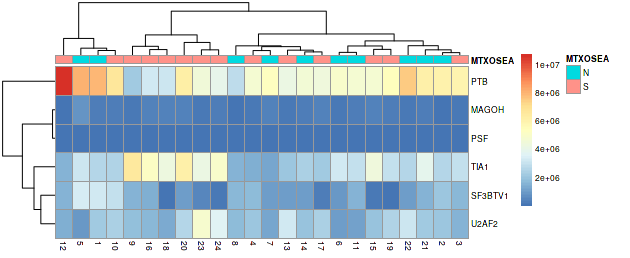 MTXOSEA
PTB
MAGOH
PSF
TIA1
SF3BTV1
U2AF2
12 5 1 10 9 16 18 20 23 24 8 4 7 13 14 17 6 11 15 19 22 21 2 3
1e+07
8e+06
6e+06
4e+06
2e+06
MTXOSEA
N
S